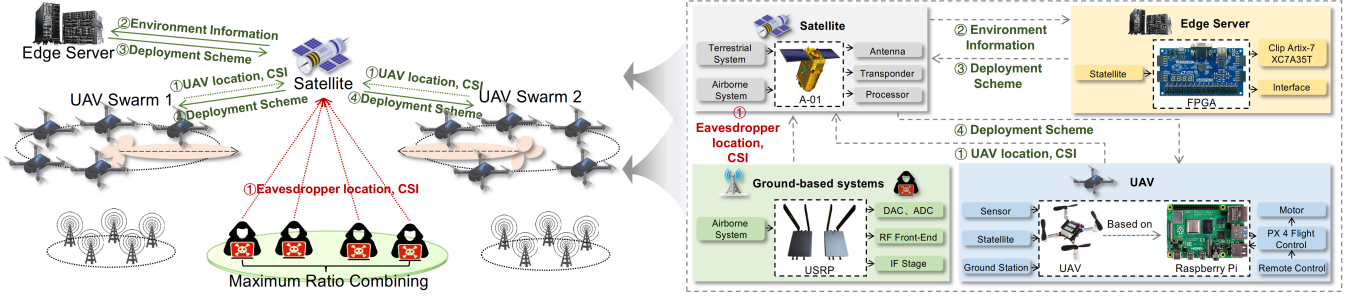 ②Environment Information
Edge Server
③Deployment Scheme
Satellite
①UAV location, CSI
①UAV location, CSI
UAV Swarm 1
④Deployment Scheme
④Deployment Scheme
UAV Swarm 2
①Eavesdropper location, CSI
Maximum Ratio Combining
Satellite
Terrestrial
System
Airborne
System
A-01
Antenna
Transponder
Processor
② Environment
Information
③ Deployment
Scheme
Edge Server
Statellite
FPGA
Clip Artix-7
XC7A35T
Interface
①
Eavesdropper
location,
CSI
④ Deployment Scheme
① UAV location, CSI
Ground-based systems
Airborne
System
USRP
DAC、ADC
RF Front-End
IF Stage
UAV
Sensor
Statellite
Ground Station
UAV
Based on
Raspberry Pi
Motor
PX 4 Flight
Control
Remote Control